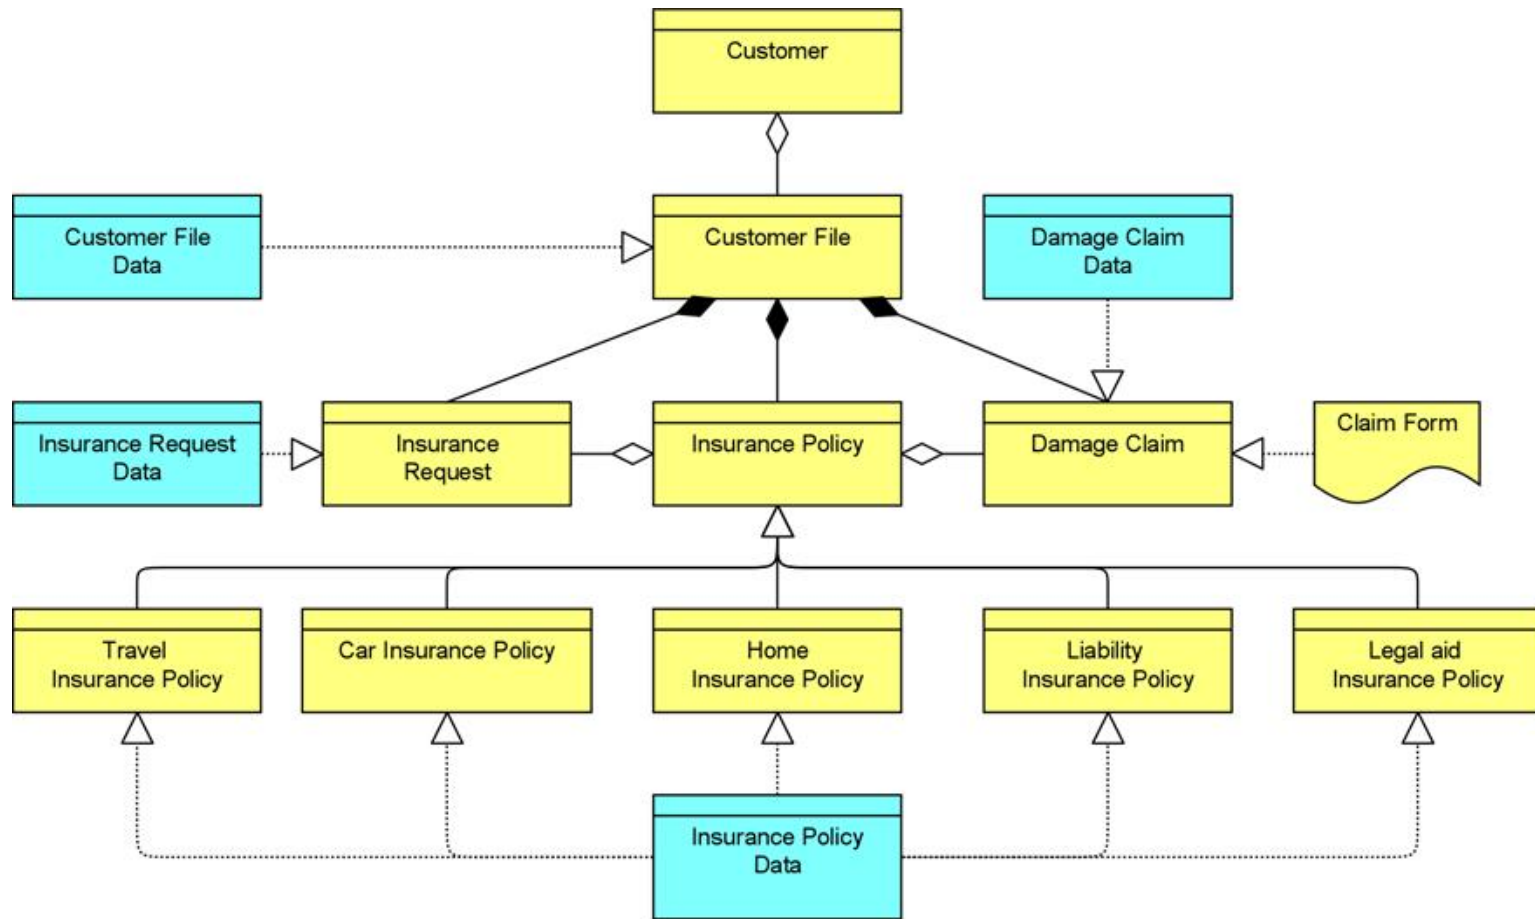 Customer
Customer File
Data
Customer File
Damage Claim
Data
Insurance Request
Data
Insurance
Request
Insurance Policy
Damage Claim
Claim Form
Travel
Insurance Policy
Car Insurance Policy
Home
Insurance Policy
Liability
Insurance Policy
Legal aid
Insurance Policy
Insurance Policy
Data